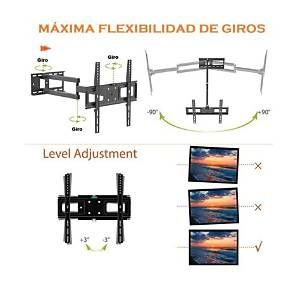 MÁXIMA FLEXIBILIDAD DE GIROS
Giro
Giro
Giro
-90°
+90°
Level Adjustment
+3°
-3°